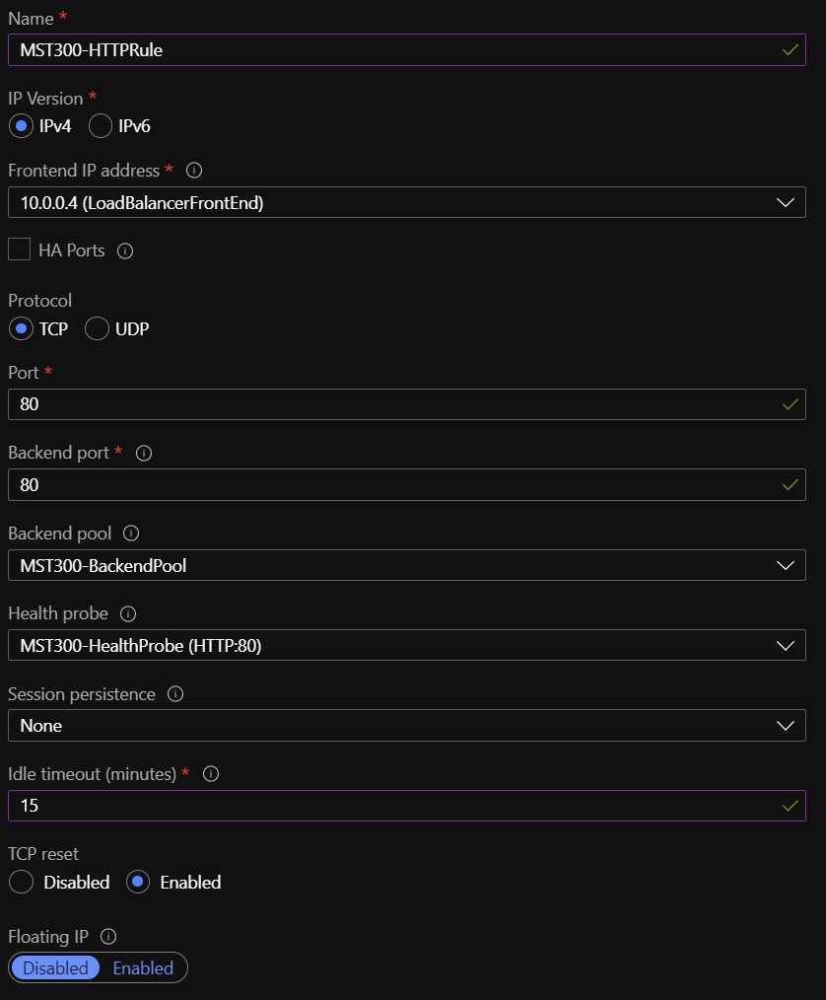 Name *
MST300-HTTPRule
IP Version *
IPv4 IPv6
Frontend IP address *
10.0.0.4 (LoadBalancerFrontEnd)
HA Ports
Protocol
TCP UDP
Port *
80
Backend port *
80
Backend pool
MST300-BackendPool
Health probe
MST300-HealthProbe (HTTP:80)
Session persistence
None
Idle timeout (minutes) *
15
TCP reset
Disabled Enabled
Floating IP
Disabled Enabled